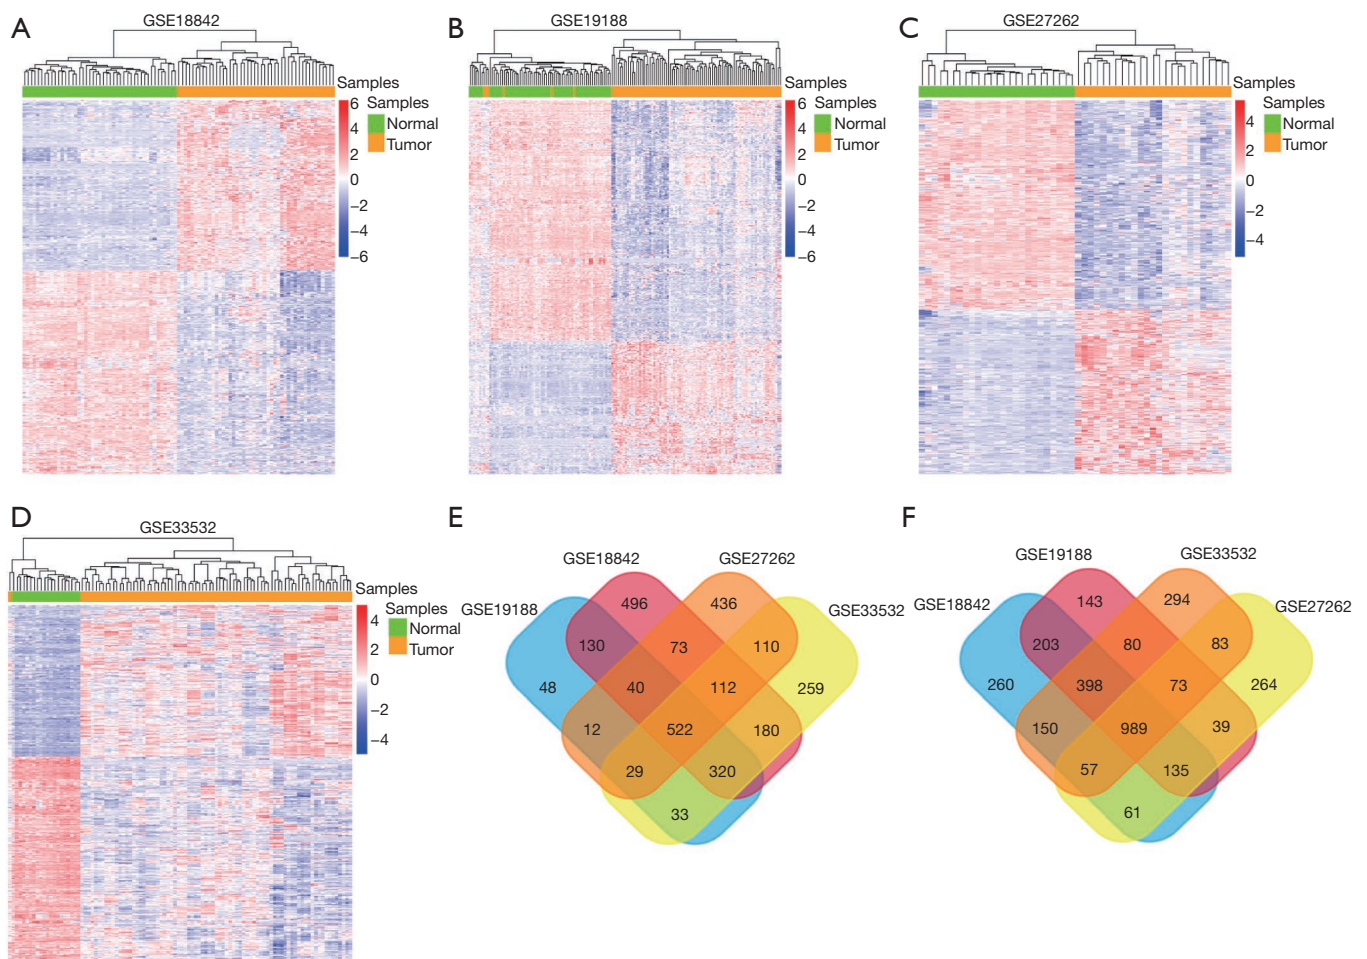 A
GSE18842
Samples
6
4
2
0
−2
−4
−6
Samples
Normal
Tumor
B
GSE19188
Samples
6
4
2
0
−2
−4
−6
Samples
Normal
Tumor
C
GSE27262
Samples
4
2
0
−2
−4
Samples
Normal
Tumor
D
GSE33532
Samples
4
2
0
−2
−4
Samples
Normal
Tumor
E
GSE18842
GSE27262
GSE19188
GSE33532
496
436
130
73
110
48
40
112
259
12
522
180
29
320
33
F
GSE19188
GSE33532
GSE18842
GSE27262
143
294
203
80
83
260
398
73
264
150
989
39
57
135
61